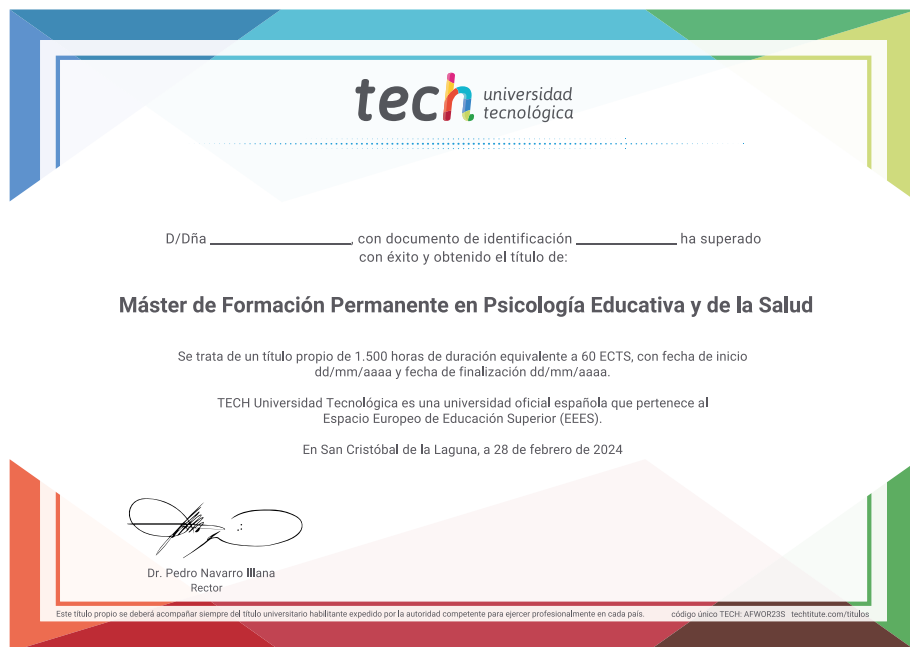 tech universidad
tecnológica
D/Dña ________________, con documento de identificación ____________ ha superado
con éxito y obtenido el título de:
Máster de Formación Permanente en Psicología Educativa y de la Salud
Se trata de un título propio de 1.500 horas de duración equivalente a 60 ECTS, con fecha de inicio
dd/mm/aaaa y fecha de finalización dd/mm/aaaa.
TECH Universidad Tecnológica es una universidad oficial española que pertenece al
Espacio Europeo de Educación Superior (EEES).
En San Cristóbal de la Laguna, a 28 de febrero de 2024
Dr. Pedro Navarro Illana
Rector
Este título propio se deberá acompañar siempre del título universitario habilitante expedido por la autoridad competente para ejercer profesionalmente en cada país. código único TECH: AFWOR23S techtitute.com/titulos